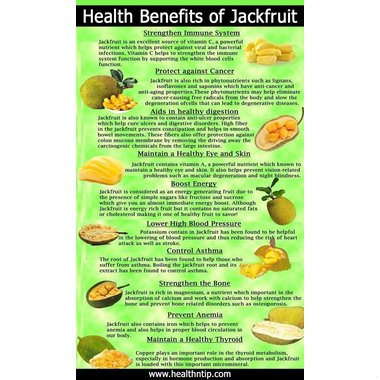 Health Benefits of Jackfruit
Strengthen Immune System
Jackfruit is an excellent source of vitamin C, a powerful
nutrient which helps protect against viral and bacterial
infections. Vitamin C helps to strengthen the immune
system function by supporting the white blood cells
function.
Protect against Cancer
Jackfruit is also rich in phytonutrients such as lignans,
isoflavones and saponins which have anti-cancer and
anti-aging properties.These phytonutrients may help eliminate
cancer-causing free radicals from the body and slow the
degeneration ofcells that can lead to degenerative diseases.
Aids in healthy digestion
Jackfruit is also known to contain anti-ulcer properties
which help cure ulcers and digestive disorders. High fiber
in the jackfruit prevents constipation and helps in smooth
bowel movements. These fibers also offer protection against
colon mucous membrane by removing the driving away the
carcinogenic chemicals from the large intestine.
Maintain a Healthy Eye and Skin
Jackfruit contains vitamin A, a powerful nutrient which known to
maintain a healthy eye and skin. It also helps prevent vision-related
problems such as macular degeneration and night blindness.
Boost Energy
Jackfruit is considered as an energy generating fruit due to
the presence of simple sugars like fructose and sucrose
which give you an almost immediate energy boost. Although
Jackfruit is energy rich fruit but it contains no saturated fats
or cholesterol making it one of healthy fruit to savor!
Lower High Blood Pressure
Potassium contain in Jackfruit has been found to be helpful
in the lowering of blood pressure and thus reducing the risk of heart
attack as well as stroke.
Control Asthma
The root of Jackfruit has been found to help those who
suffer from asthma. Boiling the Jackfruit root and its
extract has been found to control asthma.
Strengthen the Bone
Jackfruit is rich in magnesium, a nutrient which important in the
absorption of calcium and work with calcium to help strengthen the
bone and prevent bone related disorders such as osteoporosis.
Prevent Anemia
Jackfruit also contains iron which helps to prevent
anemia and also helps in proper blood circulation in
our body.
Maintain a Healthy Thyroid
Copper plays an important role in the thyroid metabolism,
especially in hormone production and absorption and Jackfruit
is loaded with this important micromineral.
www.healthntip.com